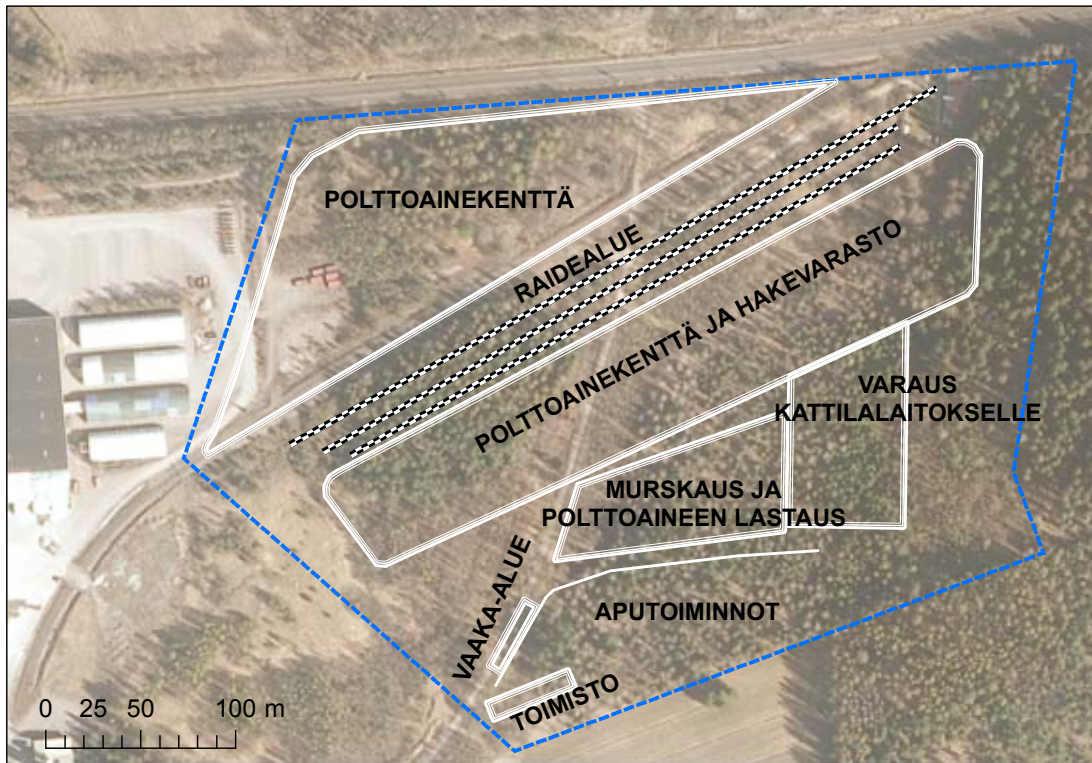 POLTTOAINEKENTTÄ
RAIDEALUE
POLTTOAINEKENTTÄ JA HAKEVARASTO
VARAUS
KATTILALAITOKSELLE
MURSKAUS JA
POLTTOAINEEN LASTAUS
VAAKA-ALUE
APUTOIMINNOT
TOIMISTO
0 25 50 100 m